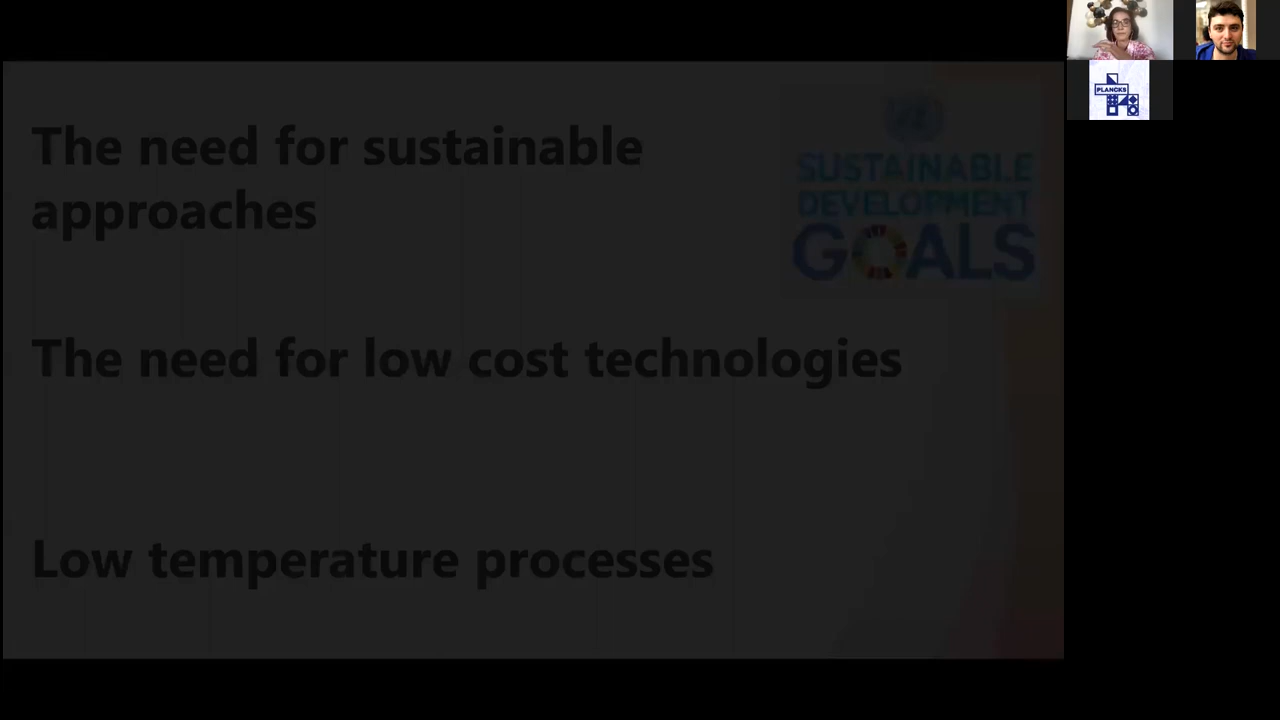 The need for sustainable
approaches
SUSTAINABLE
DEVELOPMENT
GOALS
The need for low cost technologies
Low temperature processes
PLANCKS